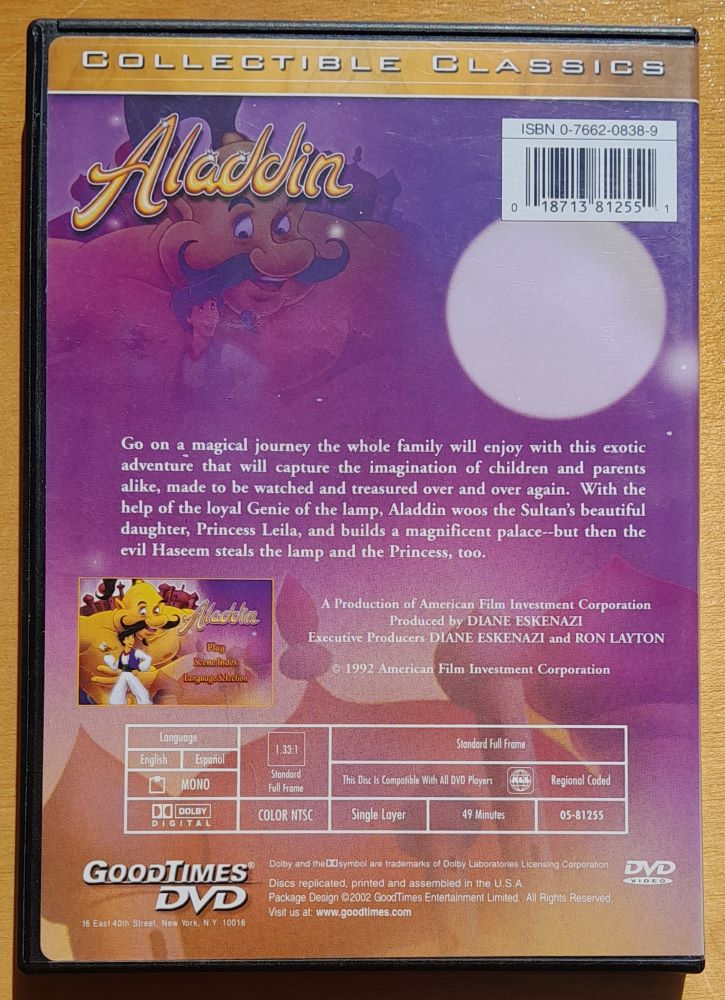 COLLECTIBLE CLASSICS
Aladdin
ISBN 0-7662-0838-9
0 18713 81255 1
Go on a magical journey the whole family will enjoy with this exotic
adventure that will capture the imagination of children and parents
alike, made to be watched and treasured over and over again. With the
help of the loyal Genie of the lamp, Aladdin woos the Sultan's beautiful
daughter, Princess Leila, and builds a magnificent palace--but then the
evil Haseem steals the lamp and the Princess, too.
Aladdin
Play
Scene Index
Language Selection
A Production of American Film Investment Corporation
Produced by DIANE ESKENAZI
Executive Producers DIANE ESKENAZI and RON LAYTON
© 1992 American Film Investment Corporation
Language
English Español
MONO
DOLBY
DIGITAL
1.33:1
Standard
Full Frame
COLOR NTSC
Standard Full Frame
This Disc Is Compatible With All DVD Players
Regional Coded
Single Layer
49 Minutes
05-81255
GOODTIMES®
DVD
16 East 40th Street, New York, N.Y. 10016
Dolby and the symbol are trademarks of Dolby Laboratories Licensing Corporation
Discs replicated, printed and assembled in the U.S.A.
Package Design ©2002 GoodTimes Entertainment Limited. All Rights Reserved.
Visit us at: www.goodtimes.com
DVD
VIDEO